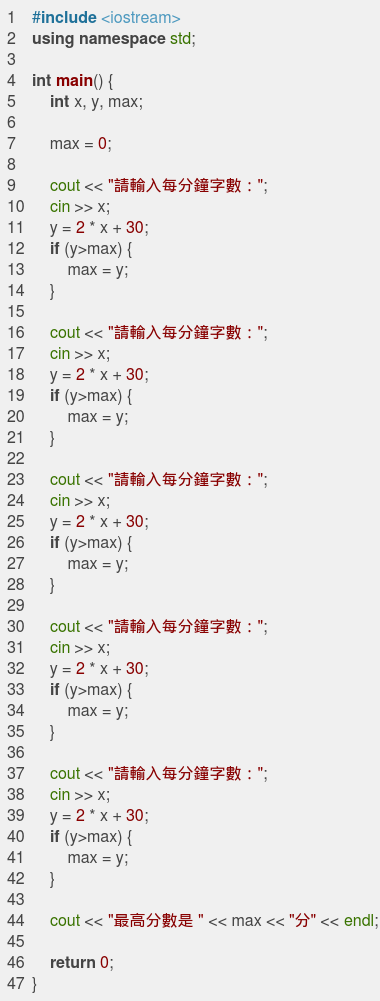 1 #include <iostream>
2 using namespace std;
3
4 int main() {
5 int x, y, max;
6
7 max = 0;
8
9 cout << "請輸入每分鐘字數：";
10 cin >> x;
11 y = 2 * x + 30;
12 if (y>max) {
13 max = y;
14 }
15
16 cout << "請輸入每分鐘字數：";
17 cin >> x;
18 y = 2 * x + 30;
19 if (y>max) {
20 max = y;
21 }
22
23 cout << "請輸入每分鐘字數：";
24 cin >> x;
25 y = 2 * x + 30;
26 if (y>max) {
27 max = y;
28 }
29
30 cout << "請輸入每分鐘字數：";
31 cin >> x;
32 y = 2 * x + 30;
33 if (y>max) {
34 max = y;
35 }
36
37 cout << "請輸入每分鐘字數：";
38 cin >> x;
39 y = 2 * x + 30;
40 if (y>max) {
41 max = y;
42 }
43
44 cout << "最高分數是 " << max << "分" << endl;
45
46 return 0;
47 }